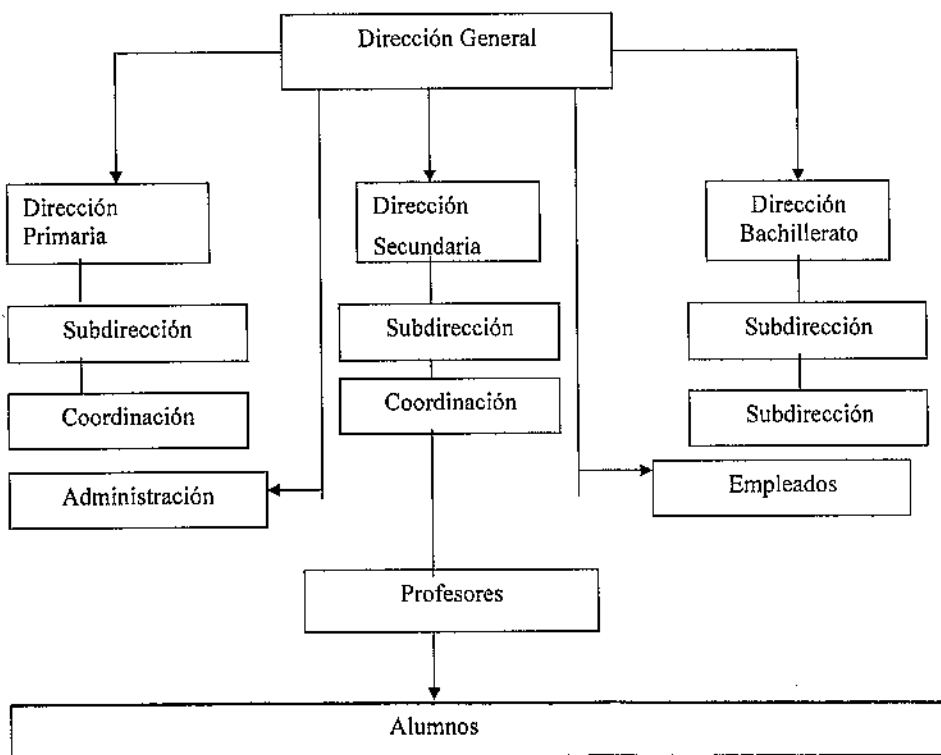 Dirección General
Dirección
Primaria
Dirección
Secundaria
Dirección
Bachillerato
Subdirección
Subdirección
Subdirección
Coordinación
Coordinación
Subdirección
Administración
Empleados
Profesores
Alumnos